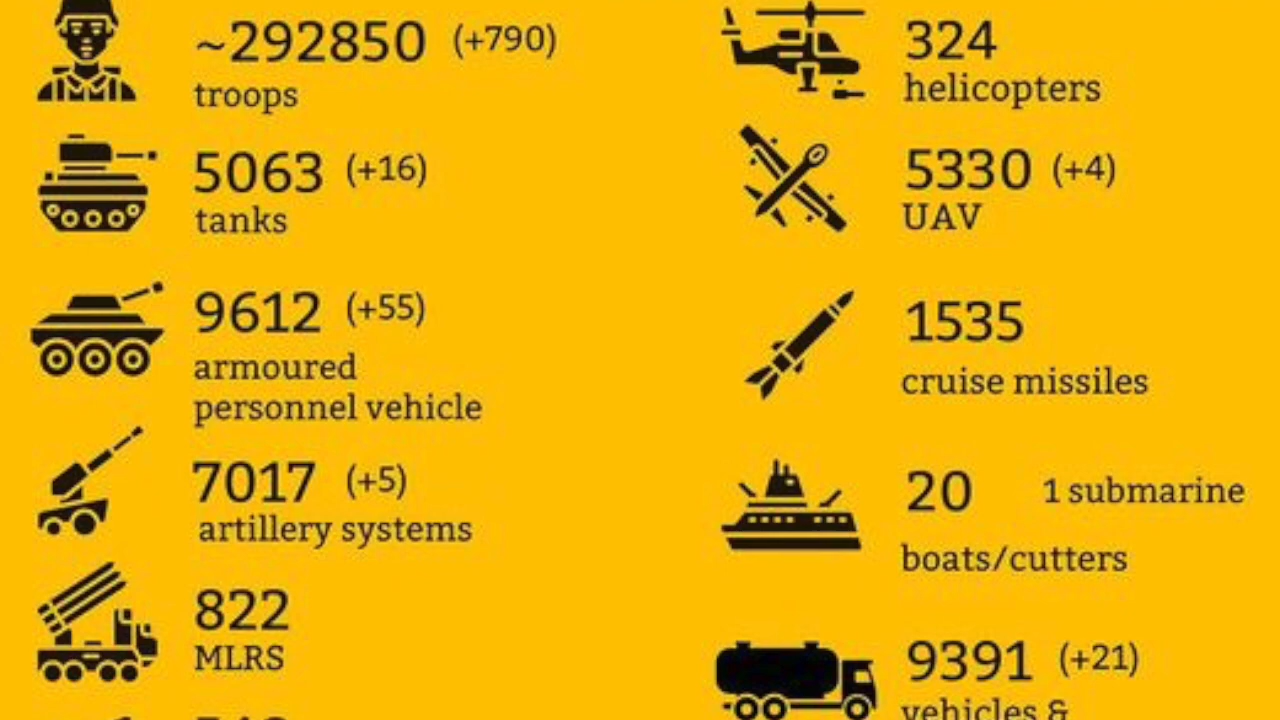 ~292850 (+790)
troops
5063 (+16)
tanks
9612 (+55)
armoured
personnel vehicle
7017 (+5)
artillery systems
822
MLRS
324
helicopters
5330 (+4)
UAV
1535
cruise missiles
20 1 submarine
boats/cutters
9391 (+21)
vehicles &